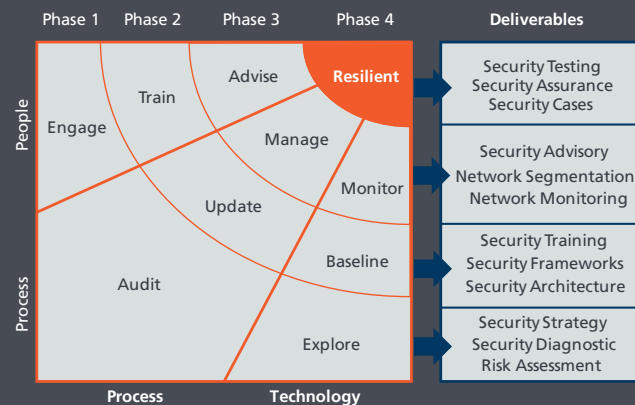 Phase 1 Phase 2 Phase 3 Phase 4 Deliverables
People
Process
Engage
Train
Advise
Resilient
Manage
Monitor
Update
Baseline
Audit
Explore
Process Technology
Security Testing
Security Assurance
Security Cases
Security Advisory
Network Segmentation
Network Monitoring
Security Training
Security Frameworks
Security Architecture
Security Strategy
Security Diagnostic
Risk Assessment